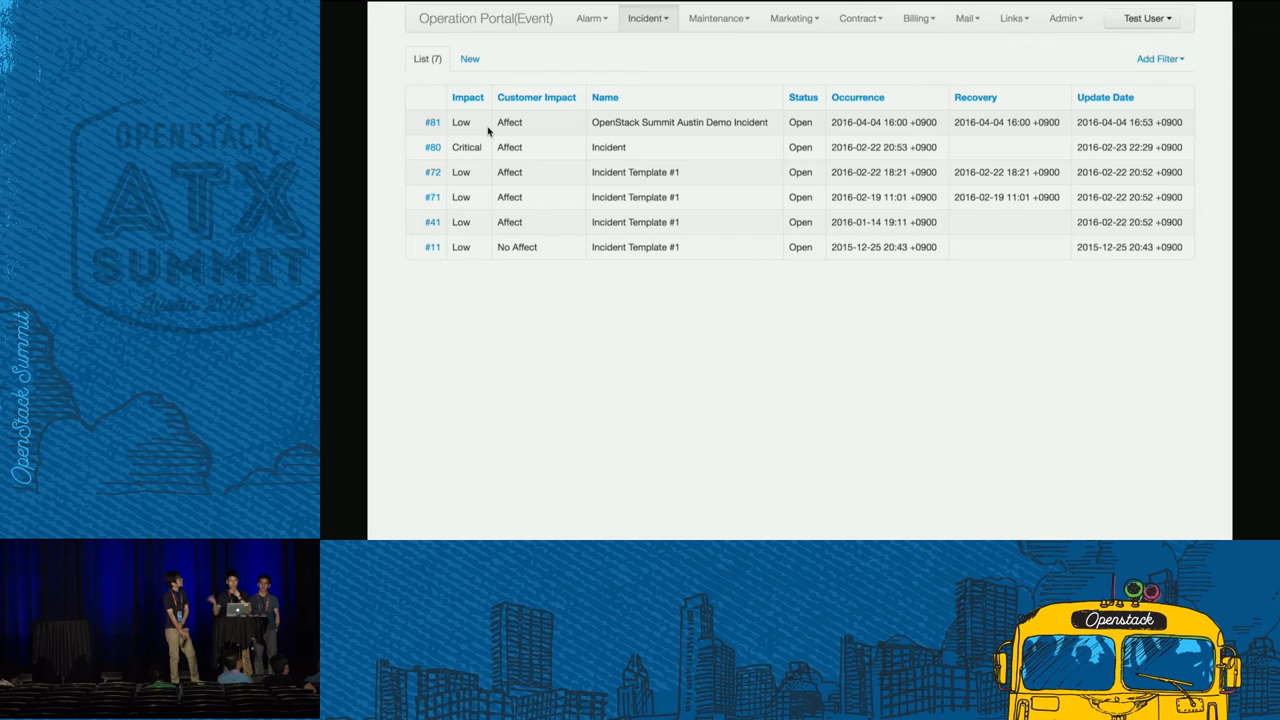 Operation Portal(Event) Alarm Incident Maintenance Marketing Contract Billing Mail Links Admin Test User
List (7) New Add Filter
Impact Customer Impact Name Status Occurrence Recovery Update Date
#81 Low Affect OpenStack Summit Austin Demo Incident Open 2016-04-04 16:00 +0900 2016-04-04 16:00 +0900 2016-04-04 16:53 +0900
#80 Critical Affect Incident Open 2016-02-22 20:53 +0900 2016-02-23 22:29 +0900
#72 Low Affect Incident Template #1 Open 2016-02-22 18:21 +0900 2016-02-22 18:21 +0900 2016-02-22 20:52 +0900
#71 Low Affect Incident Template #1 Open 2016-02-19 11:01 +0900 2016-02-19 11:01 +0900 2016-02-22 20:52 +0900
#41 Low Affect Incident Template #1 Open 2016-01-14 19:11 +0900 2016-02-22 20:52 +0900
#11 Low No Affect Incident Template #1 Open 2015-12-25 20:43 +0900 2015-12-25 20:43 +0900
OPENSTACK
ATX
SUMMIT
Austin 2016
OpenStack Summit
Openstack